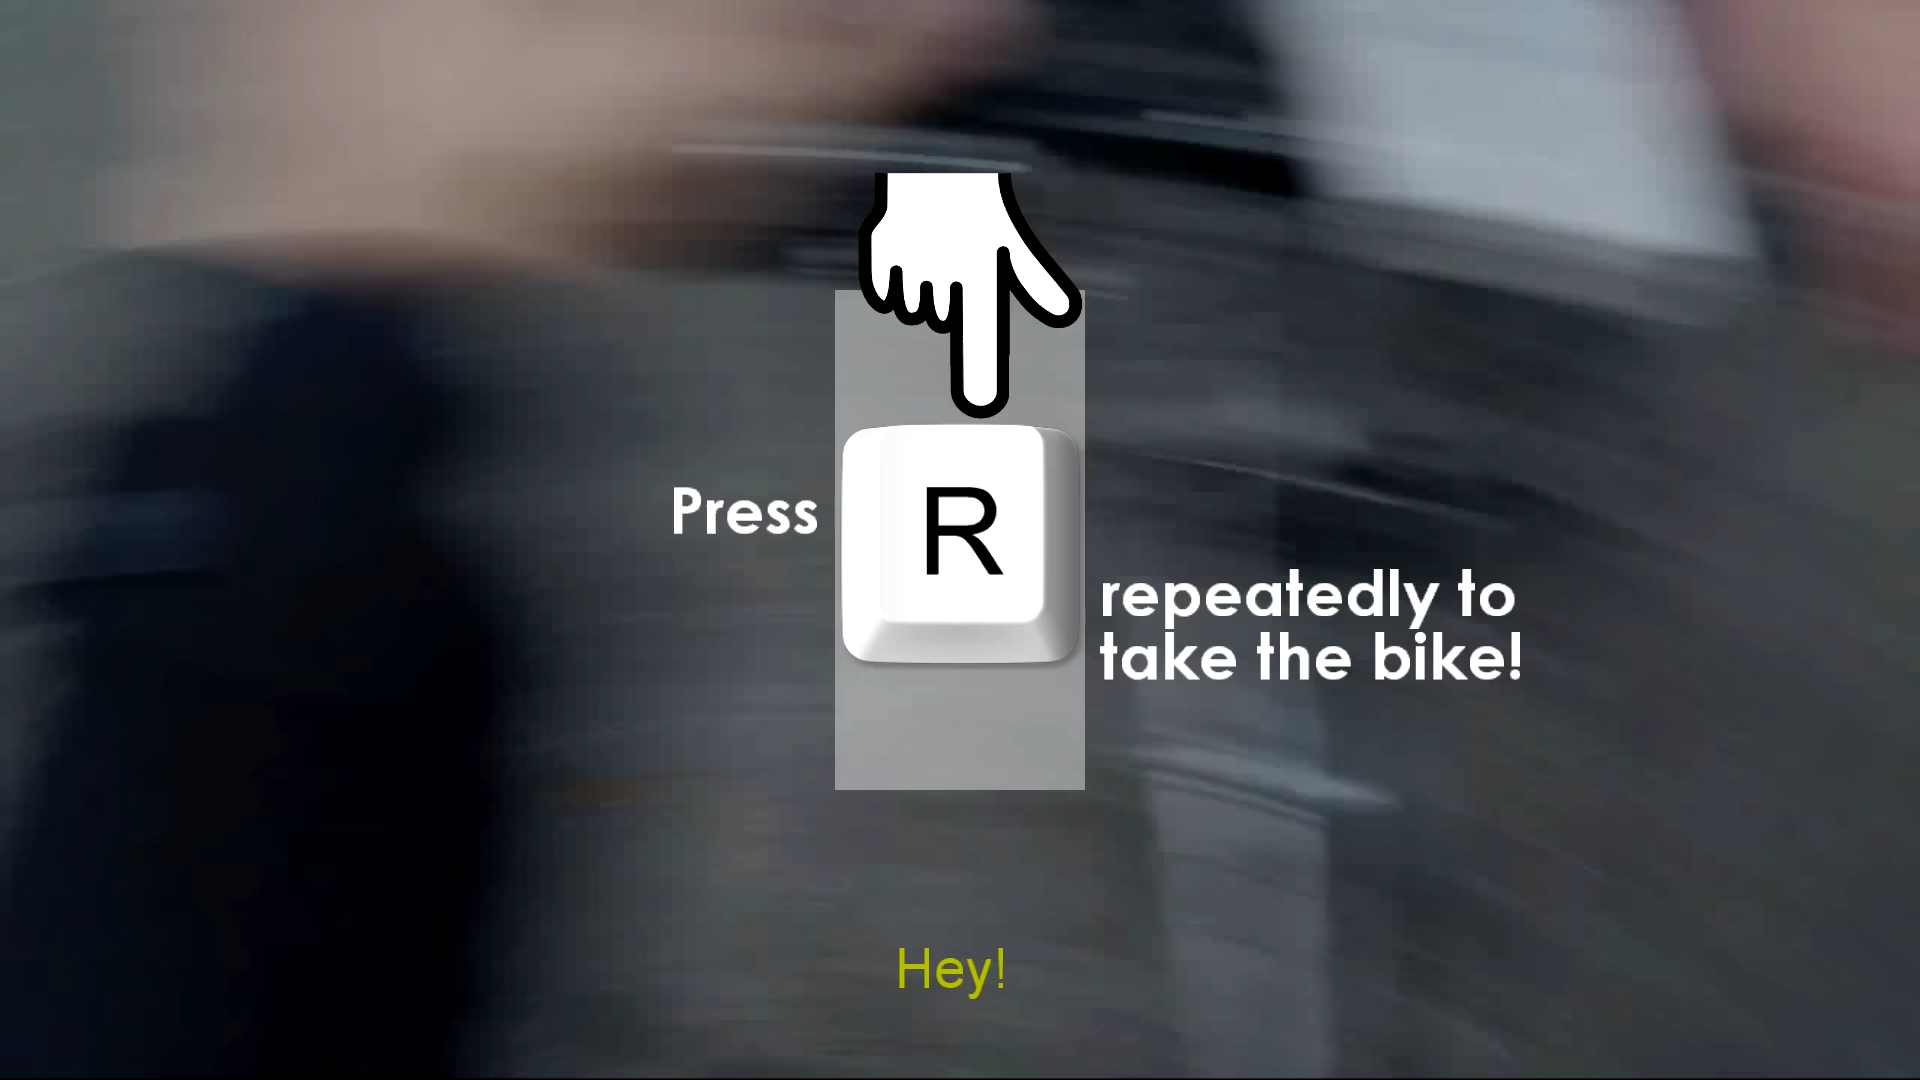 Press
R
repeatedly to
take the bike!
Hey!